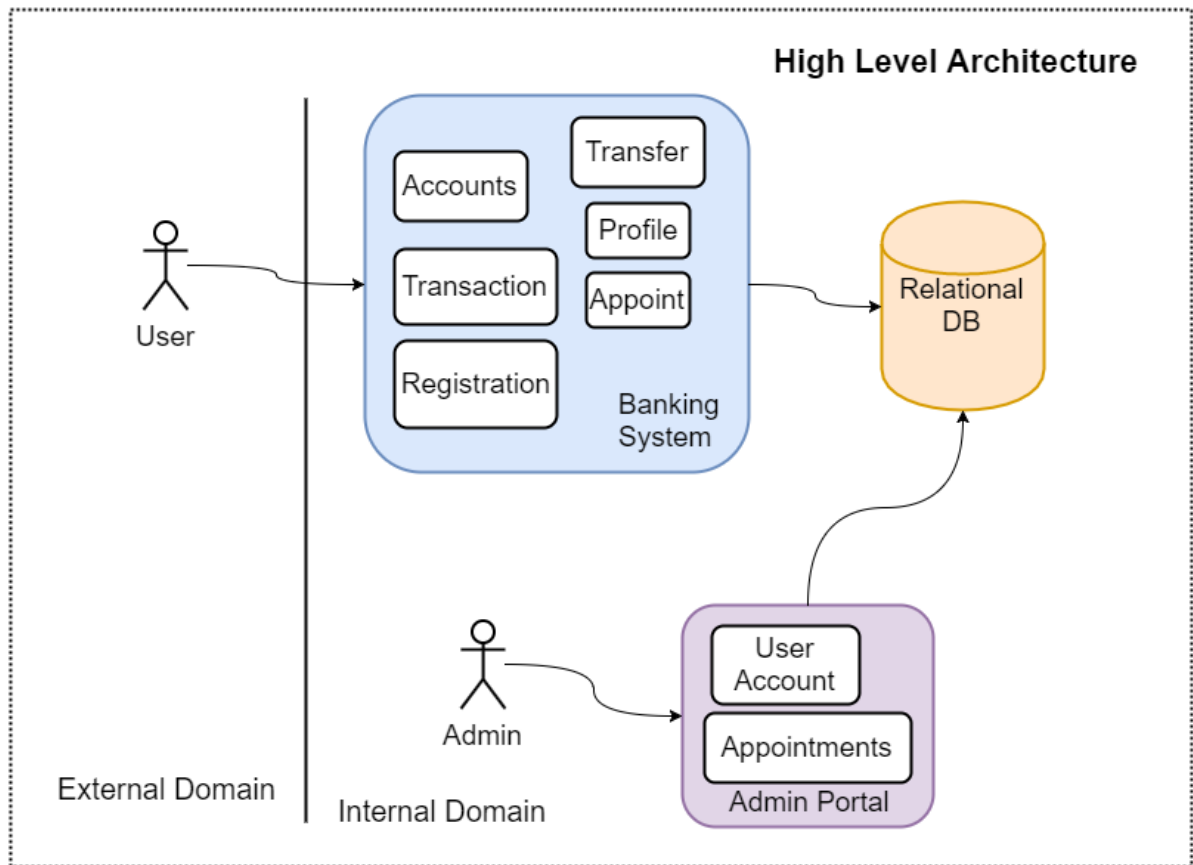 High Level Architecture
Transfer
Accounts
Profile
Transaction
Appoint
Registration
Banking
System
Relational
DB
User
User
Account
Admin
Appointments
Admin Portal
External Domain
Internal Domain